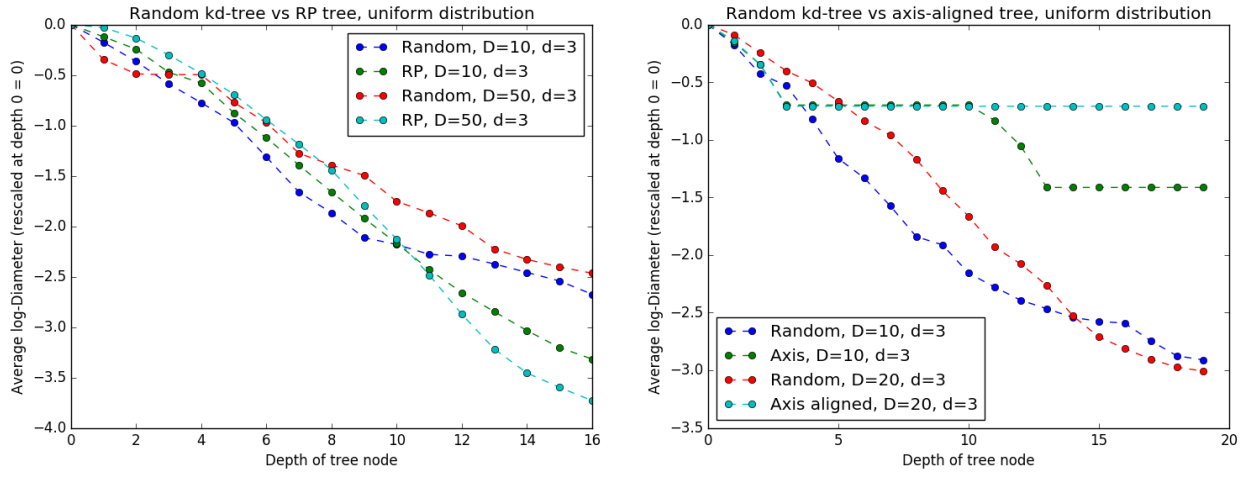 Random kd-tree vs RP tree, uniform distribution
Average log-Diameter (rescaled at depth 0 = 0)
0.0
−0.5
−1.0
−1.5
−2.0
−2.5
−3.0
−3.5
−4.0
Random, D=10, d=3
RP, D=10, d=3
Random, D=50, d=3
RP, D=50, d=3
0 2 4 6 8 10 12 14 16
Depth of tree node
Random kd-tree vs axis-aligned tree, uniform distribution
Average log-Diameter (rescaled at depth 0 = 0)
0.0
−0.5
−1.0
−1.5
−2.0
−2.5
−3.0
−3.5
Random, D=10, d=3
Axis, D=10, d=3
Random, D=20, d=3
Axis aligned, D=20, d=3
0 5 10 15 20
Depth of tree node